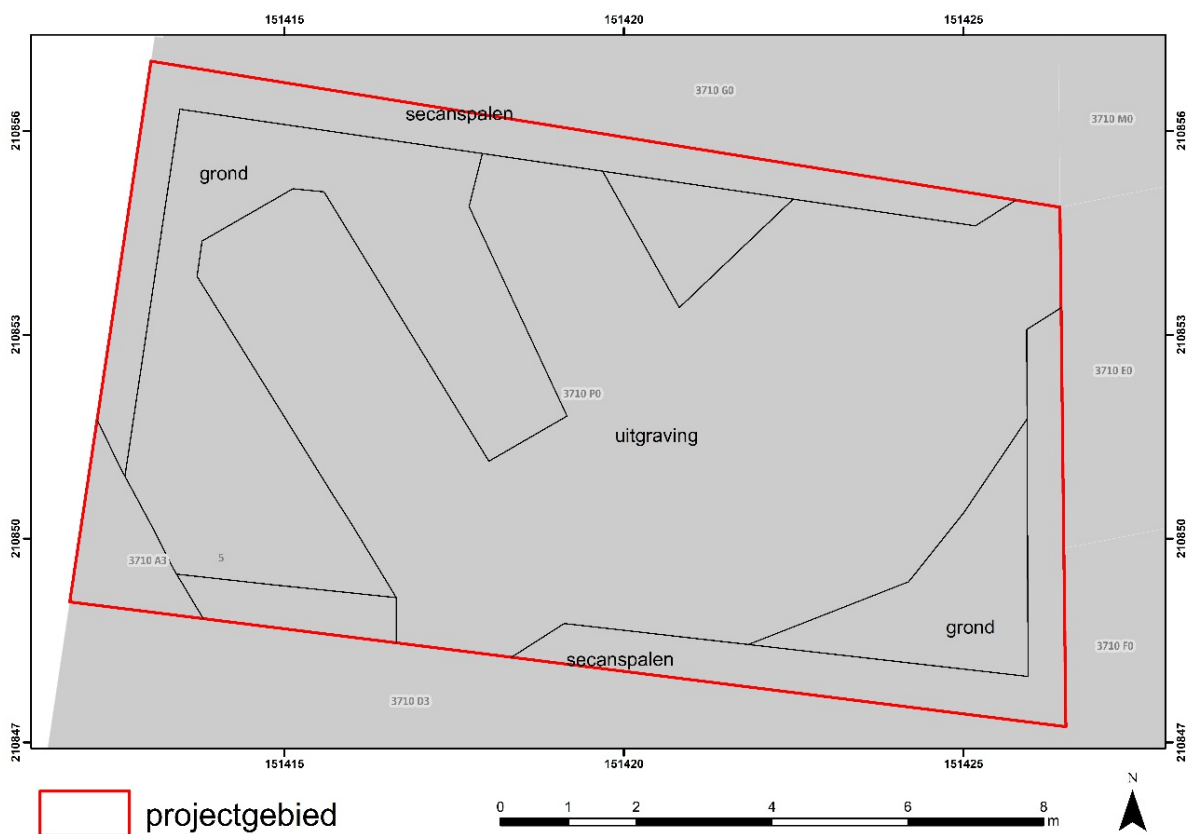 151415 151420 151425
3710 G0
secanspalen
3710 M0
210856 210856
grond
210853 210853
3710 E0
3710 P0
uitgraving
210850 210850
3710 A3 5
grond
3710 F0
secanspalen
3710 D3
210847 210847
151415 151420 151425
projectgebied
0 1 2 4 6 8
m
N